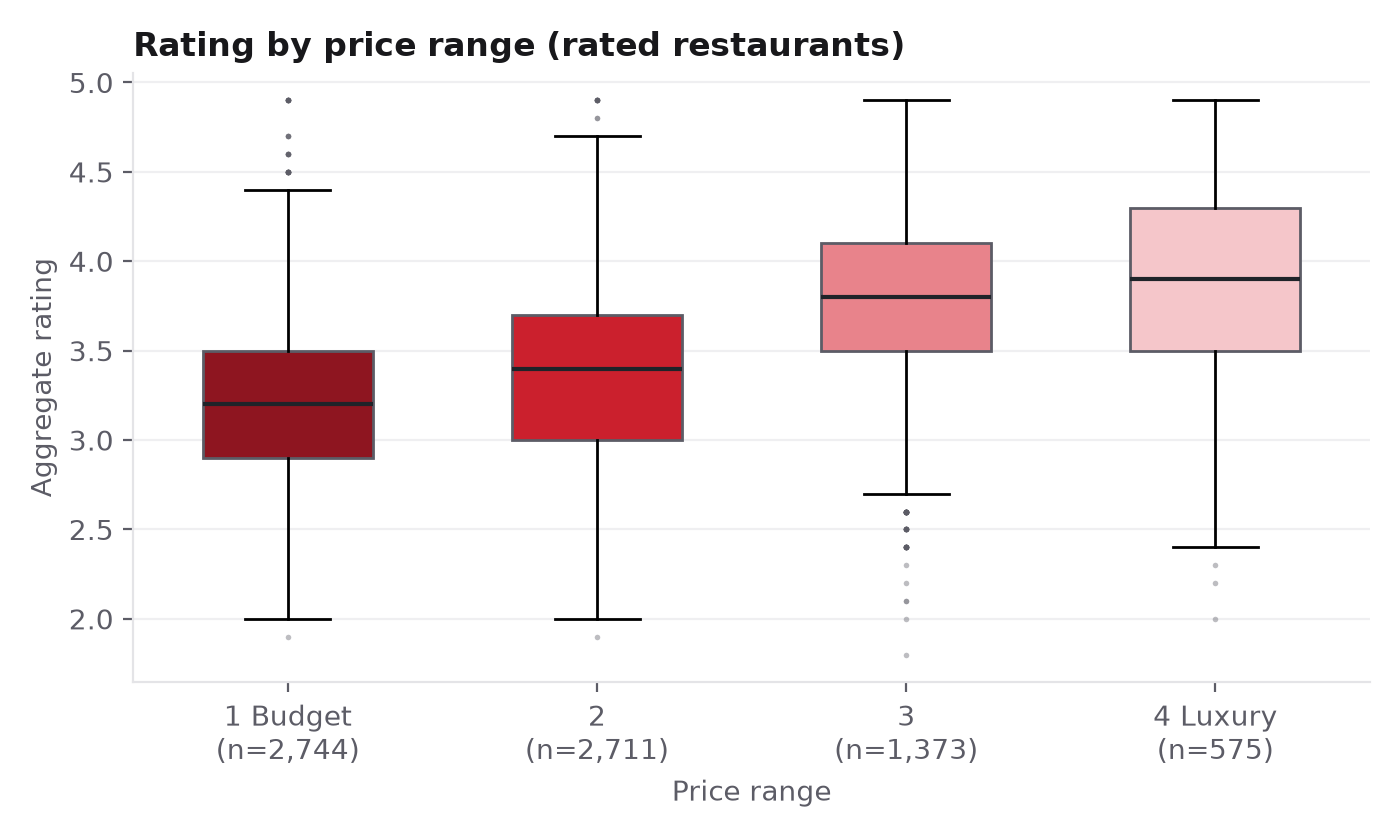 Rating by price range (rated restaurants)
Aggregate rating
5.0
4.5
4.0
3.5
3.0
2.5
2.0
1 Budget
(n=2,744)
2
(n=2,711)
3
(n=1,373)
4 Luxury
(n=575)
Price range